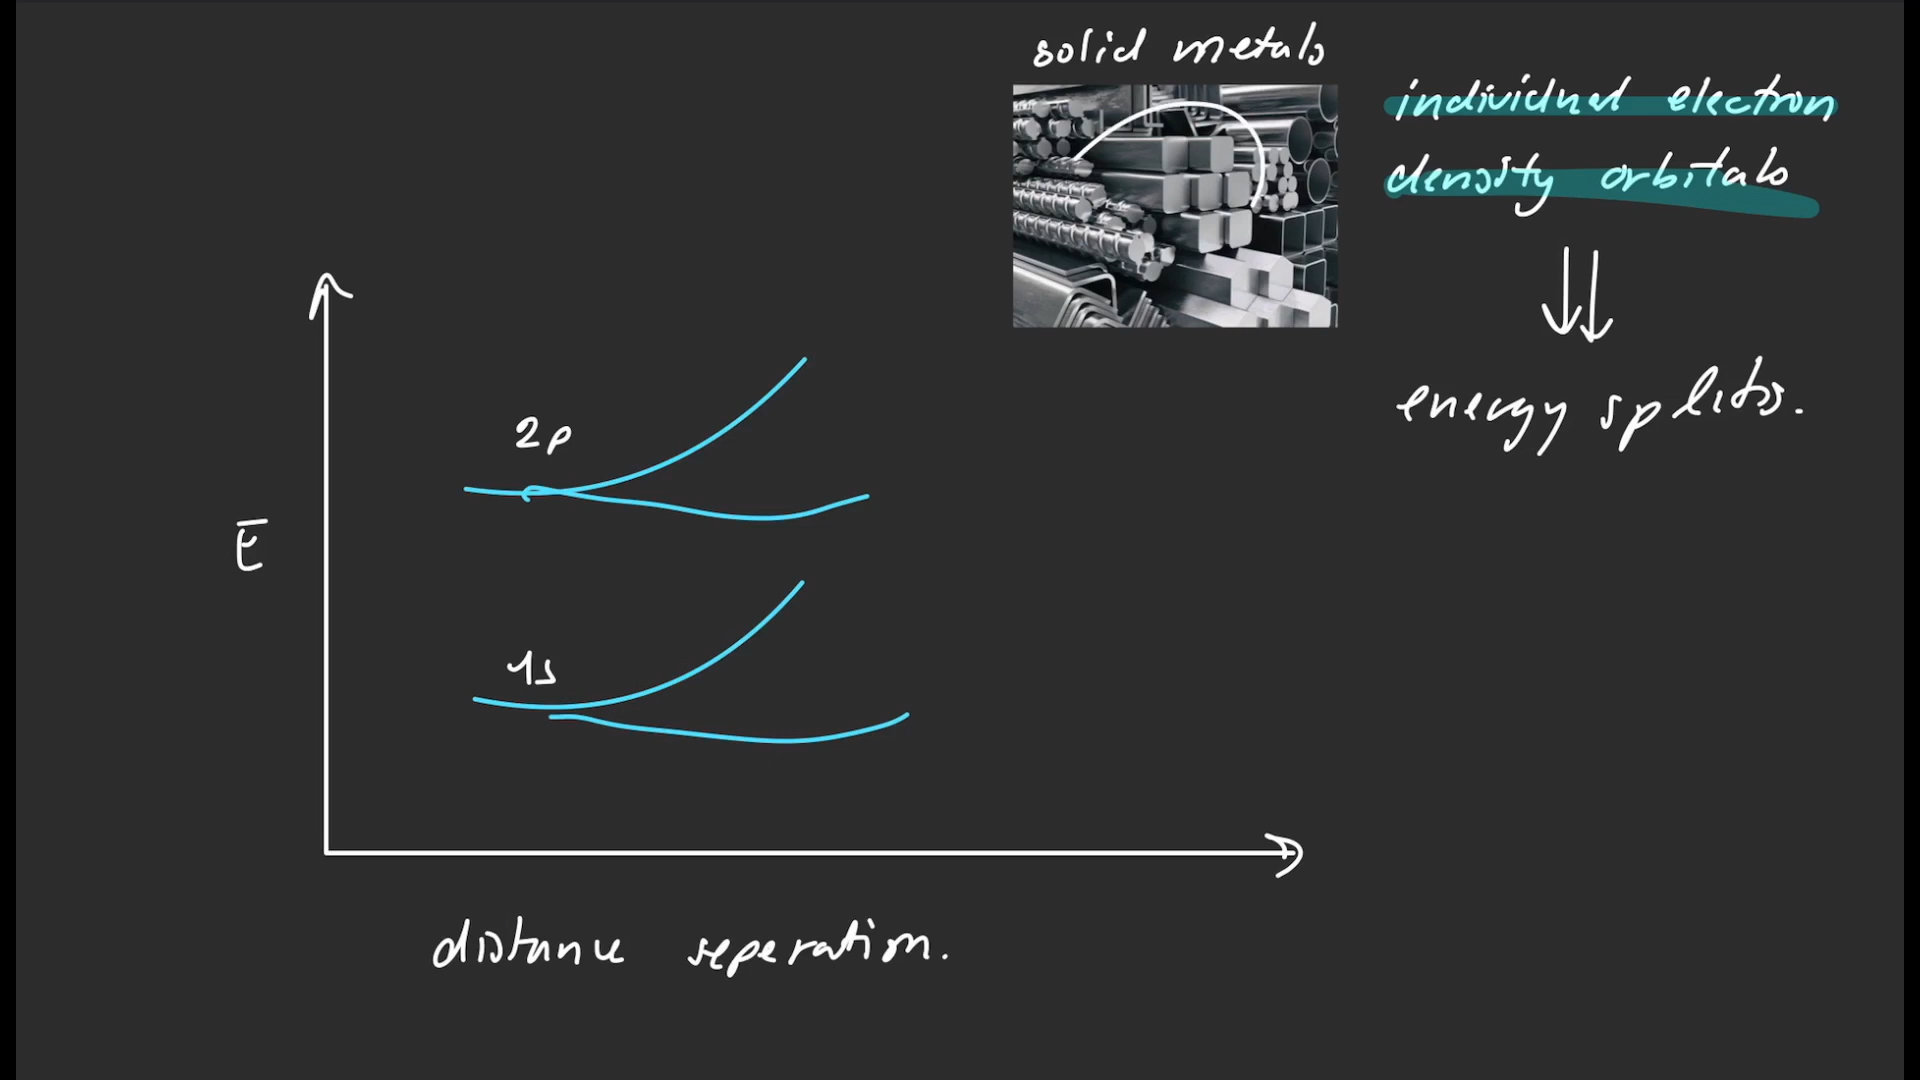 solid metals
individual electron
density orbitals
energy splits.
2p
E
1s
distance seperation.